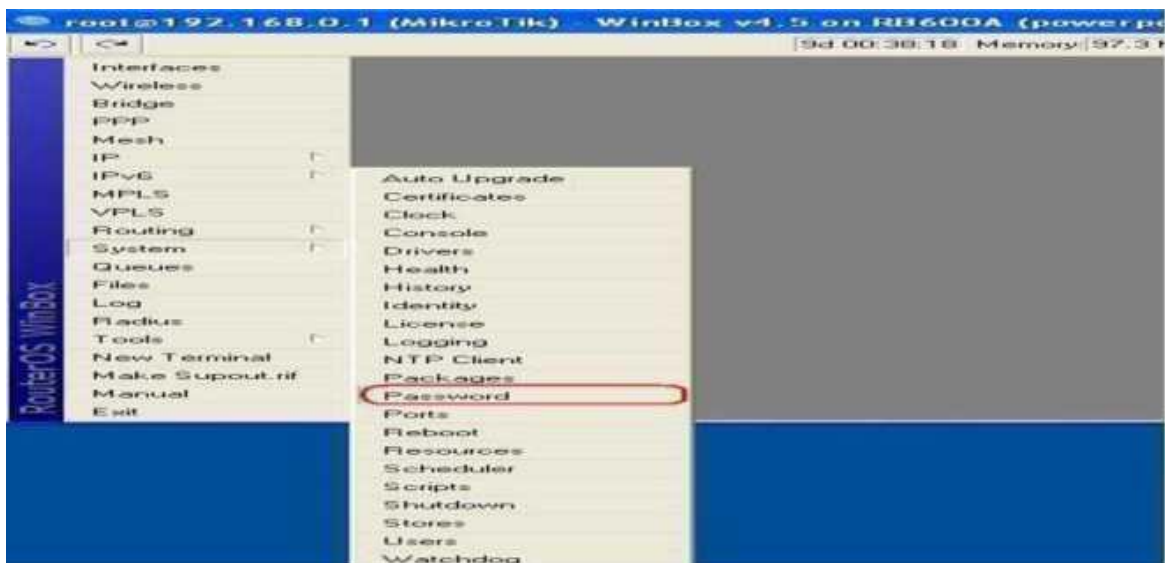 root@192.168.0.1 (MikroTik) - WinBox v4.5 on RB600A (powerpc
9d 00:38:18 Memory: 97.3 M
Interfaces
Wireless
Bridge
PPP
Mesh
IP
IPv6
MPLS
VPLS
Routing
System
Queues
Files
Log
Radius
Tools
New Terminal
Make Supout.rif
Manual
Exit
RouterOS WinBox
Auto Upgrade
Certificates
Clock
Console
Drivers
Health
History
Identity
License
Logging
NTP Client
Packages
Password
Ports
Reboot
Resources
Scheduler
Scripts
Shutdown
Stores
Users
Watchdog